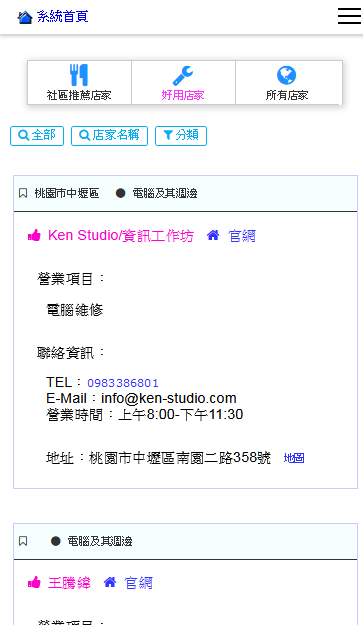 系統首頁
社區推薦店家 好用店家 所有店家
全部 店家名稱 分類
桃園市中壢區 ● 電腦及其週邊
Ken Studio/資訊工作坊 官網
營業項目：
電腦維修
聯絡資訊：
TEL：0983386801
E-Mail：info@ken-studio.com
營業時間：上午8:00-下午11:30
地址：桃園市中壢區南園二路358號 地圖
● 電腦及其週邊
王騰緯 官網
營業項目：